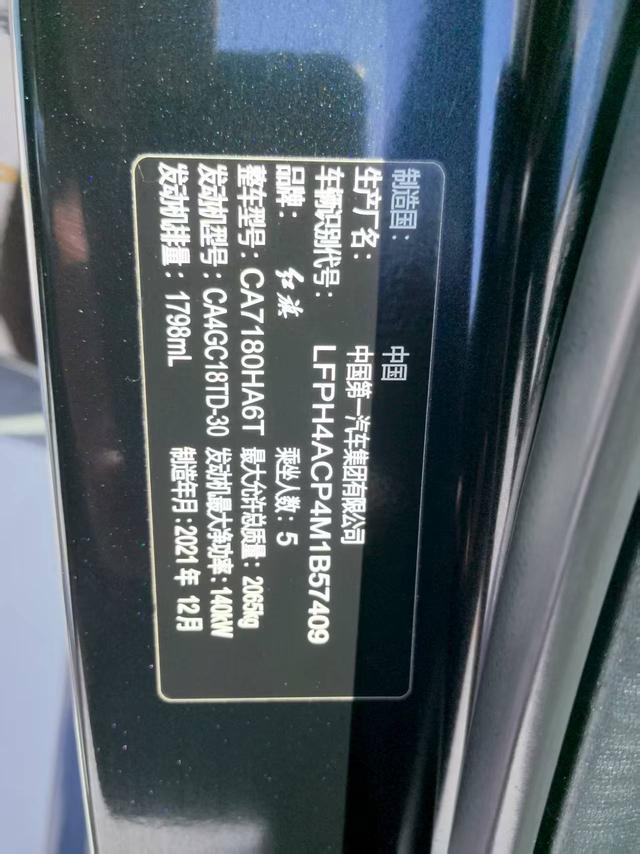 制造国： 中国
生产厂名： 中国第一汽车集团有限公司
车辆识别代号： LFPH4ACP4M1B57409
品牌： 红旗 乘坐人数：5
整车型号：CA7180HA6T 最大允许总质量：2065kg
发动机型号：CA4GC18TD-30 发动机最大净功率：140kW
发动机排量：1798mL 制造年月：2021年 12月